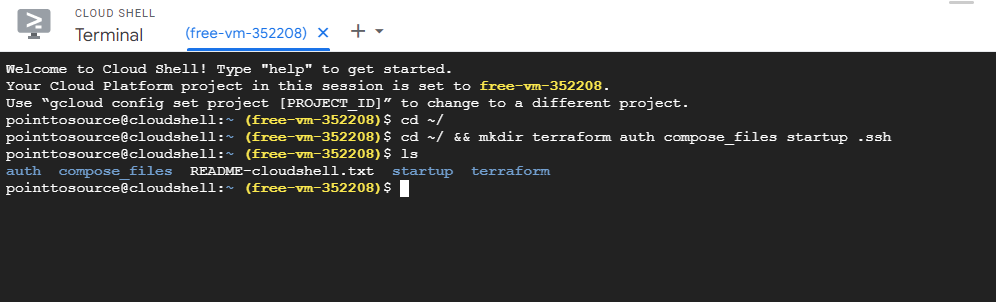 CLOUD SHELL
Terminal
(free-vm-352208) × + ▾
Welcome to Cloud Shell! Type "help" to get started.
Your Cloud Platform project in this session is set to free-vm-352208.
Use “gcloud config set project [PROJECT_ID]” to change to a different project.
pointtosource@cloudshell:~ (free-vm-352208)$ cd ~/
pointtosource@cloudshell:~ (free-vm-352208)$ cd ~/ && mkdir terraform auth compose_files startup .ssh
pointtosource@cloudshell:~ (free-vm-352208)$ ls
auth  compose_files  README-cloudshell.txt  startup  terraform
pointtosource@cloudshell:~ (free-vm-352208)$